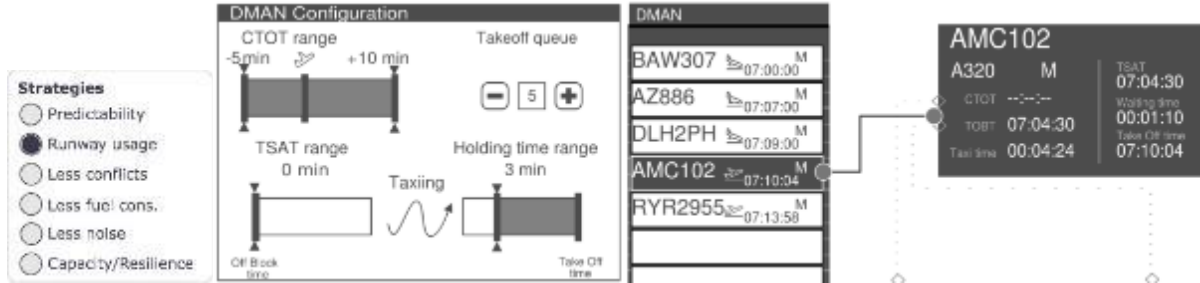 Strategies
Predictability
Runway usage
Less conflicts
Less fuel cons.
Less noise
Capacity/Resilience
DMAN Configuration
CTOT range
-5min
+10 min
Takeoff queue
5
TSAT range
0 min
Taxiing
Holding time range
3 min
Off Block
time
Take Off
time
DMAN
BAW307 07:00:00 M
AZ886 07:07:00 M
DLH2PH 07:09:00 M
AMC102 07:10:04 M
RYR2955 07:13:58 M
AMC102
A320 M
CTOT --:--:--
TOBT 07:04:30
Taxi time 00:04:24
TSAT
07:04:30
Waiting time
00:01:10
Take Off time
07:10:04